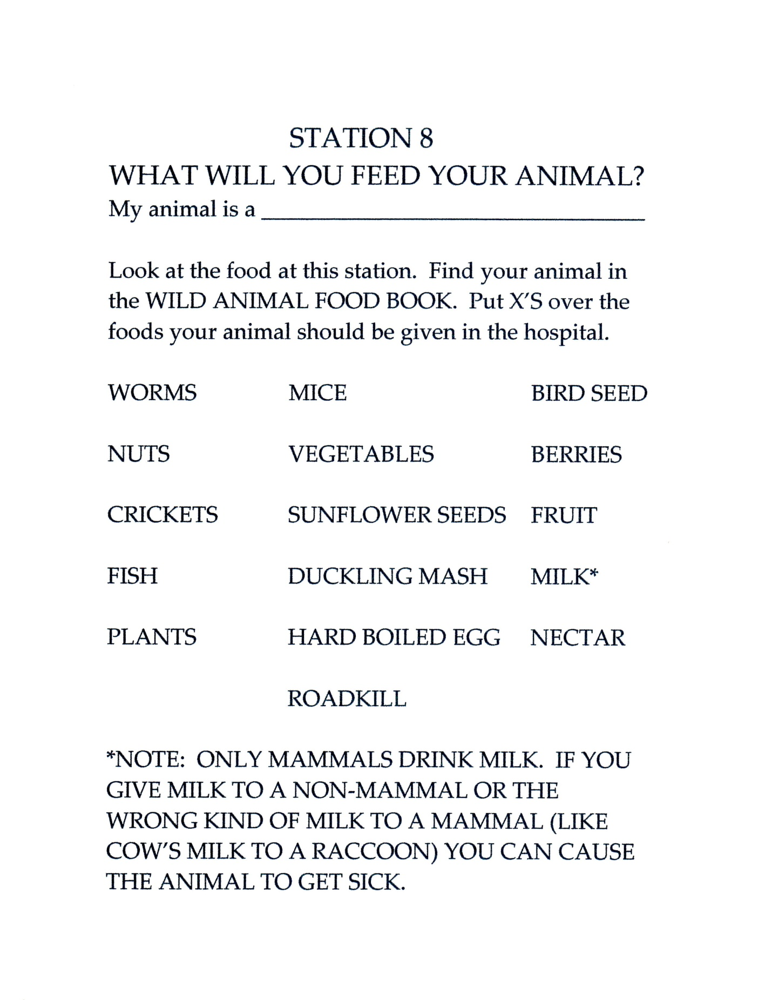 STATION 8
WHAT WILL YOU FEED YOUR ANIMAL?
My animal is a
Look at the food at this station. Find your animal in
the WILD ANIMAL FOOD BOOK. Put X'S over the
foods your animal should be given in the hospital.
WORMS MICE BIRD SEED
NUTS VEGETABLES BERRIES
CRICKETS SUNFLOWER SEEDS FRUIT
FISH DUCKLING MASH MILK*
PLANTS HARD BOILED EGG NECTAR
ROADKILL
*NOTE: ONLY MAMMALS DRINK MILK. IF YOU
GIVE MILK TO A NON-MAMMAL OR THE
WRONG KIND OF MILK TO A MAMMAL (LIKE
COW'S MILK TO A RACCOON) YOU CAN CAUSE
THE ANIMAL TO GET SICK.